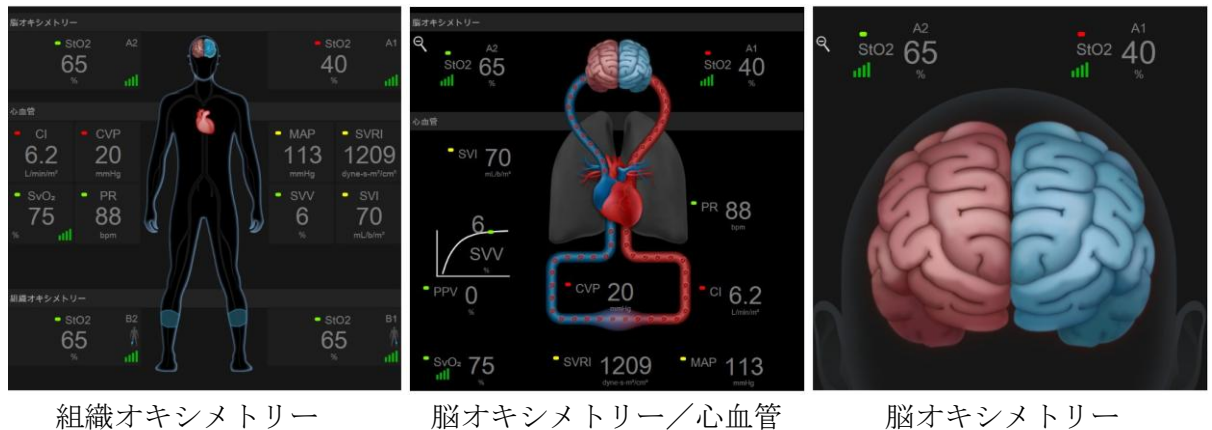 脳オキシメトリー
StO2 A2
65
%
StO2 A1
40
%
心血管
CI
6.2
L/min/m²
CVP
20
mmHg
MAP
113
mmHg
SVRI
1209
dyne-s-m²/cm⁵
SvO₂
75
%
PR
88
bpm
SVV
6
%
SVI
70
mL/b/m²
組織オキシメトリー
StO2 B2
65
%
StO2 B1
65
%
組織オキシメトリー
脳オキシメトリー
A2
StO2 65
%
A1
StO2 40
%
心血管
SVI 70
mL/b/m²
6
SVV
%
PR 88
bpm
PPV 0
%
CVP 20
mmHg
CI 6.2
L/min/m²
SvO₂ 75
%
SVRI 1209
dyne-s-m²/cm⁵
MAP 113
mmHg
脳オキシメトリー／心血管
A2
StO2 65
%
A1
StO2 40
%
脳オキシメトリー